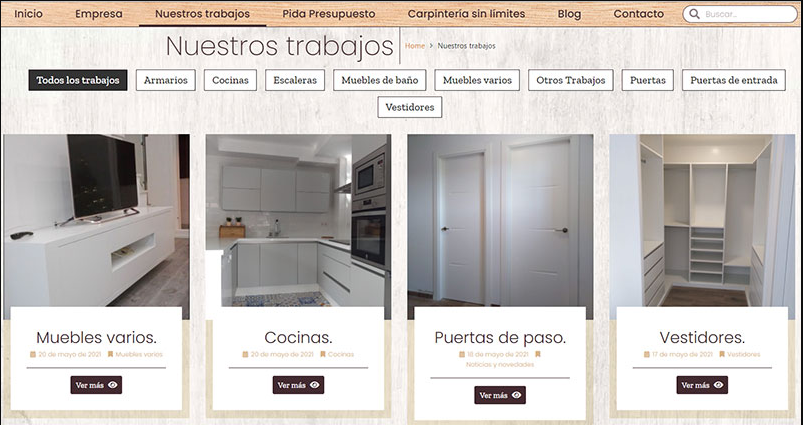 Inicio Empresa Nuestros trabajos Pida Presupuesto Carpintería sin límites Blog Contacto Buscar...
Nuestros trabajos Home > Nuestros trabajos
Todos los trabajos Armarios Cocinas Escaleras Muebles de baño Muebles varios Otros Trabajos Puertas Puertas de entrada
Vestidores
Muebles varios.
20 de mayo de 2021 Muebles varios
Ver más
Cocinas.
20 de mayo de 2021 Cocinas
Ver más
Puertas de paso.
18 de mayo de 2021
Noticias y novedades
Ver más
Vestidores.
17 de mayo de 2021 Vestidores
Ver más